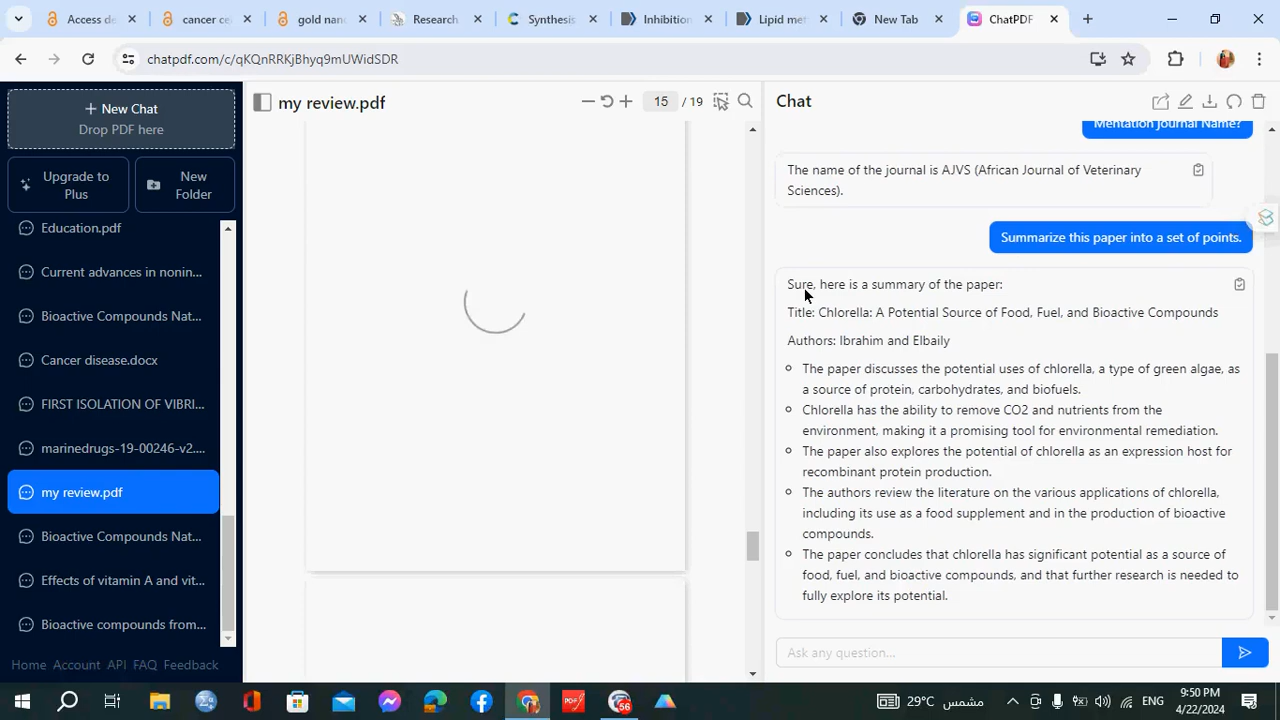 Access de
cancer ce
gold nan
Research
Synthesis
Inhibition
Lipid met
New Tab
ChatPDF
chatpdf.com/c/qKQnRRKjBhyq9mUWidSDR
+ New Chat
Drop PDF here
Upgrade to Plus
New Folder
Education.pdf
Current advances in nonin...
Bioactive Compounds Nat...
Cancer disease.docx
FIRST ISOLATION OF VIBRI...
marinedrugs-19-00246-v2....
my review.pdf
Bioactive Compounds Nat...
Effects of vitamin A and vit...
Bioactive compounds from...
Home Account API FAQ Feedback
my review.pdf
15 / 19
Chat
Mentation Journal Name?
The name of the journal is AJVS (African Journal of Veterinary
Sciences).
Summarize this paper into a set of points.
Sure, here is a summary of the paper:
Title: Chlorella: A Potential Source of Food, Fuel, and Bioactive Compounds
Authors: Ibrahim and Elbaily
The paper discusses the potential uses of chlorella, a type of green algae, as
a source of protein, carbohydrates, and biofuels.
Chlorella has the ability to remove CO2 and nutrients from the
environment, making it a promising tool for environmental remediation.
The paper also explores the potential of chlorella as an expression host for
recombinant protein production.
The authors review the literature on the various applications of chlorella,
including its use as a food supplement and in the production of bioactive
compounds.
The paper concludes that chlorella has significant potential as a source of
food, fuel, and bioactive compounds, and that further research is needed to
fully explore its potential.
Ask any question...
PDF
56
29°C مشمس
ENG
9:50 PM
4/22/2024